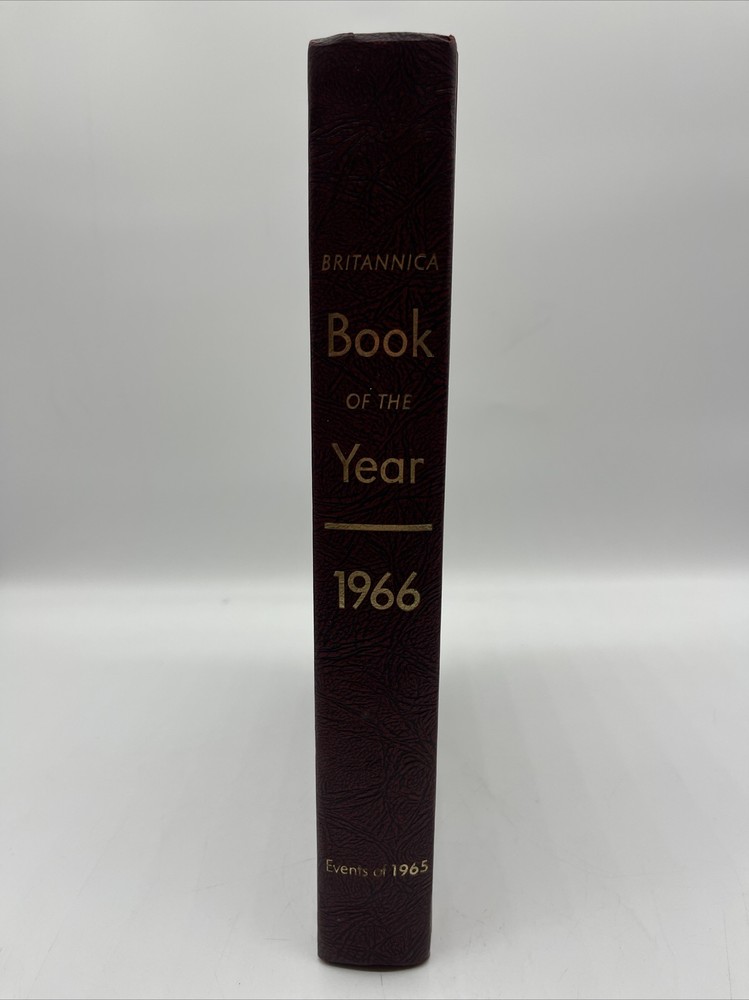 BRITANNICA
Book
OF THE
Year
1966
Events of 1965